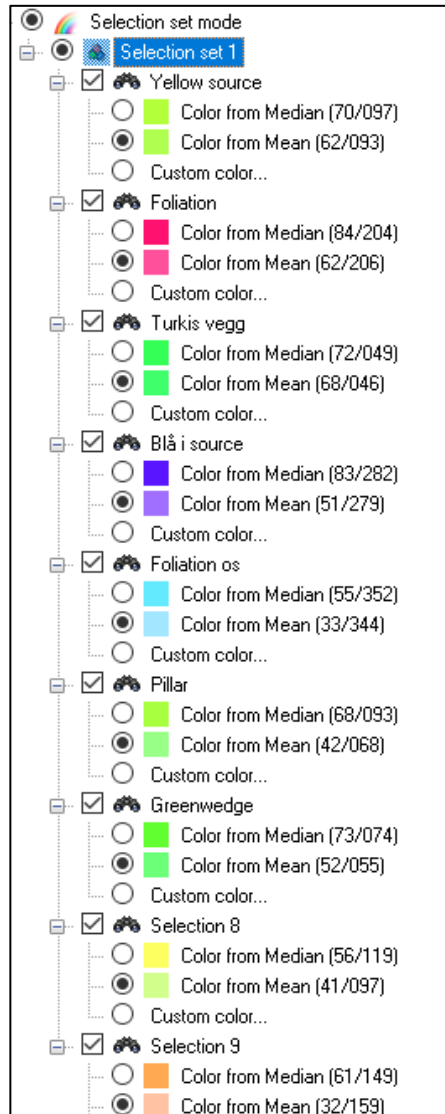 Selection set mode
Selection set 1
Yellow source
Color from Median (70/097)
Color from Mean (62/093)
Custom color...
Foliation
Color from Median (84/204)
Color from Mean (62/206)
Custom color...
Turkis vegg
Color from Median (72/049)
Color from Mean (68/046)
Custom color...
Blå i source
Color from Median (83/282)
Color from Mean (51/279)
Custom color...
Foliation os
Color from Median (55/352)
Color from Mean (33/344)
Custom color...
Pillar
Color from Median (68/093)
Color from Mean (42/068)
Custom color...
Greenwedge
Color from Median (73/074)
Color from Mean (52/055)
Custom color...
Selection 8
Color from Median (56/119)
Color from Mean (41/097)
Custom color...
Selection 9
Color from Median (61/149)
Color from Mean (32/159)